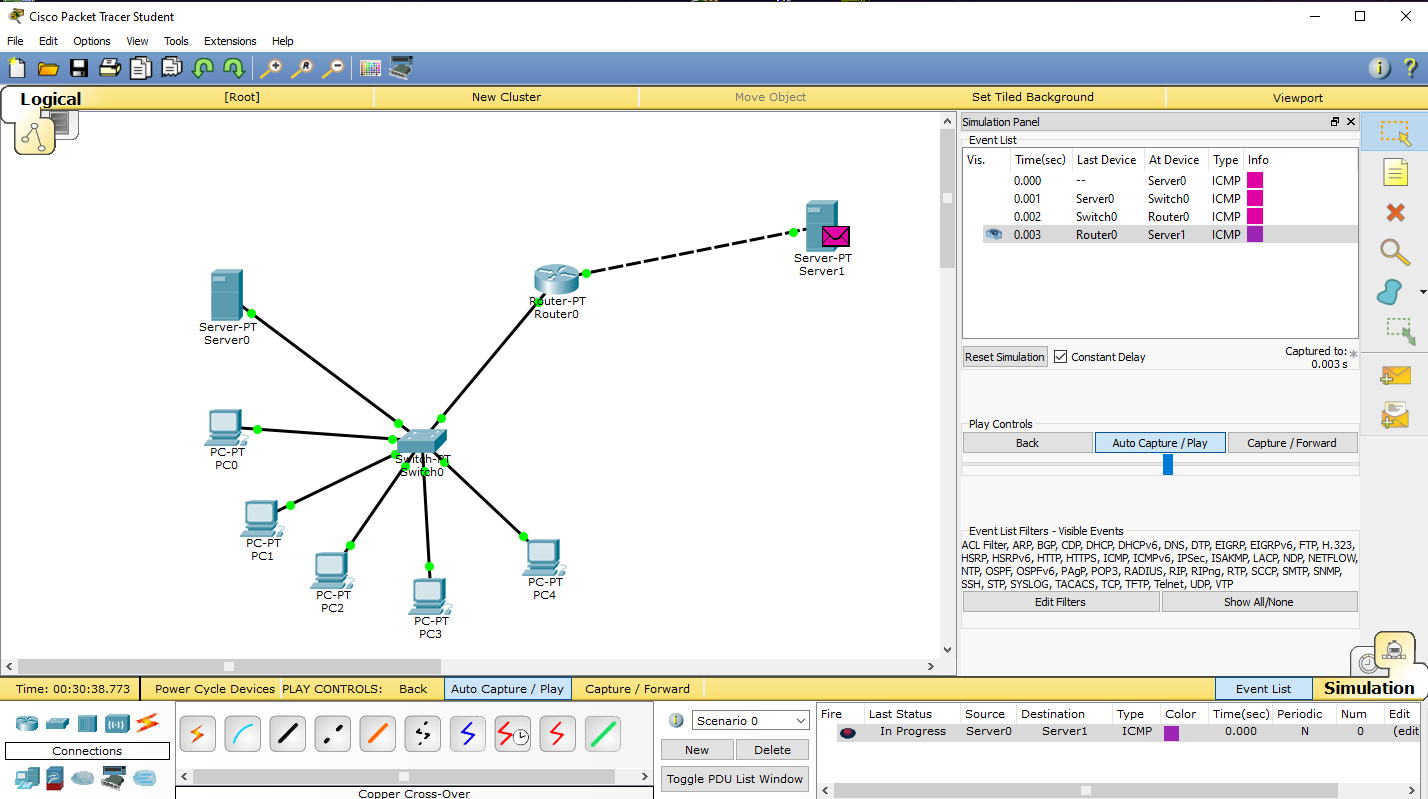 Cisco Packet Tracer Student
File Edit Options View Tools Extensions Help
Logical [Root] New Cluster Move Object Set Tiled Background Viewport
Server-PT
Server1
Router-PT
Router0
Server-PT
Server0
PC-PT
PC0
Switch-PT
Switch0
PC-PT
PC1
PC-PT
PC2
PC-PT
PC3
PC-PT
PC4
Simulation Panel
Event List
Vis. Time(sec) Last Device At Device Type Info
0.000 -- Server0 ICMP
0.001 Server0 Switch0 ICMP
0.002 Switch0 Router0 ICMP
0.003 Router0 Server1 ICMP
Reset Simulation Constant Delay Captured to: *
0.003 s
Play Controls
Back Auto Capture / Play Capture / Forward
Event List Filters - Visible Events
ACL Filter, ARP, BGP, CDP, DHCP, DHCPv6, DNS, DTP, EIGRP, EIGRPv6, FTP, H.323,
HSRP, HSRPv6, HTTP, HTTPS, ICMP, ICMPv6, IPSec, ISAKMP, LACP, NDP, NETFLOW,
NTP, OSPF, OSPFv6, PAgP, POP3, RADIUS, RIP, RIPng, RTP, SCCP, SMTP, SNMP,
SSH, STP, SYSLOG, TACACS, TCP, TFTP, Telnet, UDP, VTP
Edit Filters Show All/None
Time: 00:30:38.773 Power Cycle Devices PLAY CONTROLS: Back Auto Capture / Play Capture / Forward Event List Simulation
Connections
Copper Cross-Over
Scenario 0
New Delete
Toggle PDU List Window
Fire Last Status Source Destination Type Color Time(sec) Periodic Num Edit
In Progress Server0 Server1 ICMP 0.000 N 0 (edit